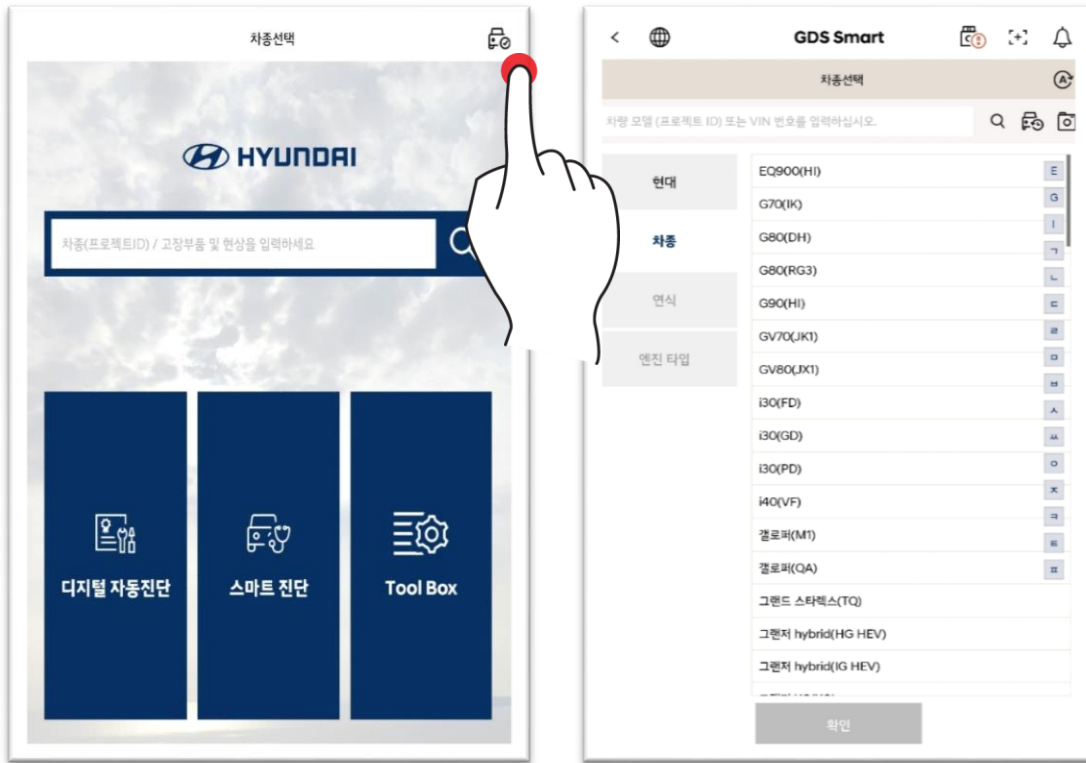 차종선택
HYUNDAI
차종(프로젝트ID) / 고장부품 및 현상을 입력하세요
디지털 자동진단
스마트 진단
Tool Box
GDS Smart
차종선택
차량 모델 (프로젝트 ID) 또는 VIN 번호를 입력하십시오.
현대
차종
연식
엔진 타입
EQ900(HI)
G70(IK)
G80(DH)
G80(RG3)
G90(HI)
GV70(JK1)
GV80(JX1)
i30(FD)
i30(GD)
i30(PD)
i40(VF)
갤로퍼(M1)
갤로퍼(QA)
그랜드 스타렉스(TQ)
그랜저 hybrid(HG HEV)
그랜저 hybrid(IG HEV)
E
G
I
ㄱ
ㄴ
ㄷ
ㄹ
ㅁ
ㅂ
ㅅ
ㅆ
ㅇ
ㅈ
ㅋ
ㅌ
ㅍ
확인